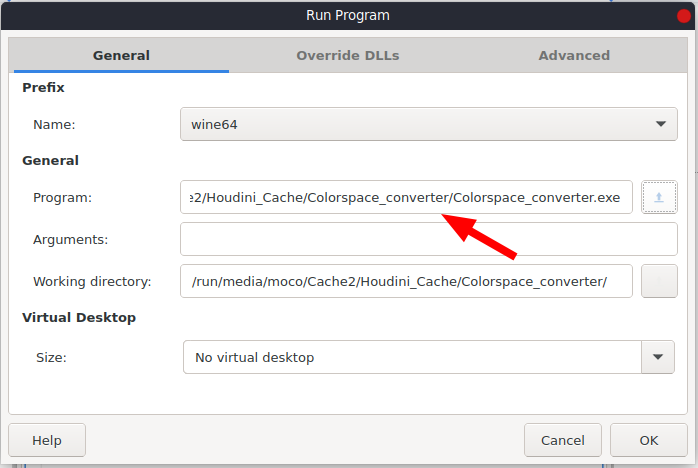 Run Program
General Override DLLs Advanced
Prefix
Name: wine64
General
Program: e2/Houdini_Cache/Colorspace_converter/Colorspace_converter.exe
Arguments:
Working directory: /run/media/moco/Cache2/Houdini_Cache/Colorspace_converter/
Virtual Desktop
Size: No virtual desktop
Help Cancel OK